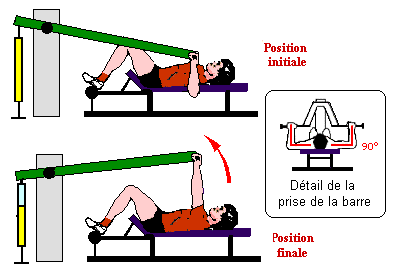 Position
initiale
90°
Détail de la
prise de la barre
Position
finale